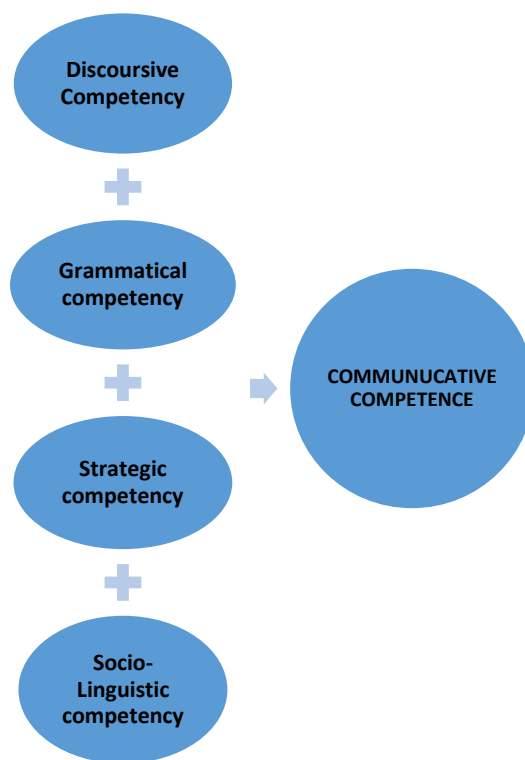 Discoursive
Competency
Grammatical
competency
Strategic
competency
Socio-
Linguistic
competency
COMMUNUCATIVE
COMPETENCE